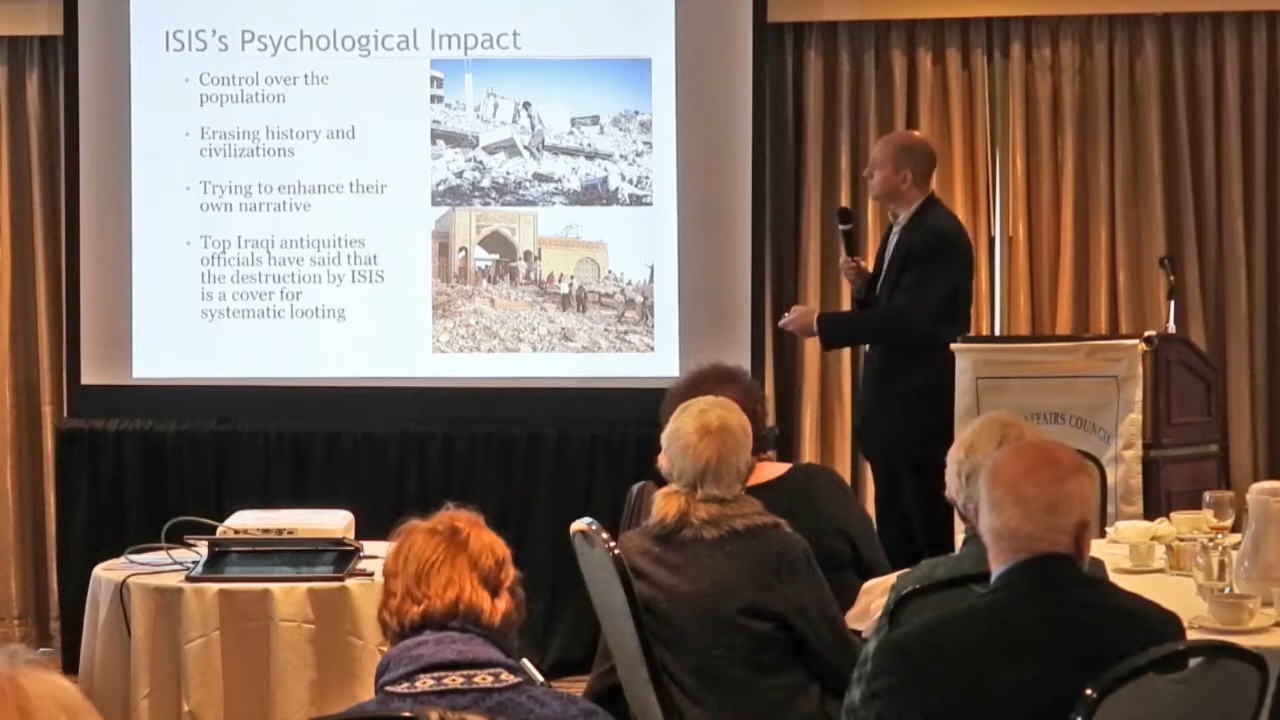 ISIS's Psychological Impact
• Control over the
population
• Erasing history and
civilizations
• Trying to enhance their
own narrative
• Top Iraqi antiquities
officials have said that
the destruction by ISIS
is a cover for
systematic looting
AFFAIRS COUNCIL